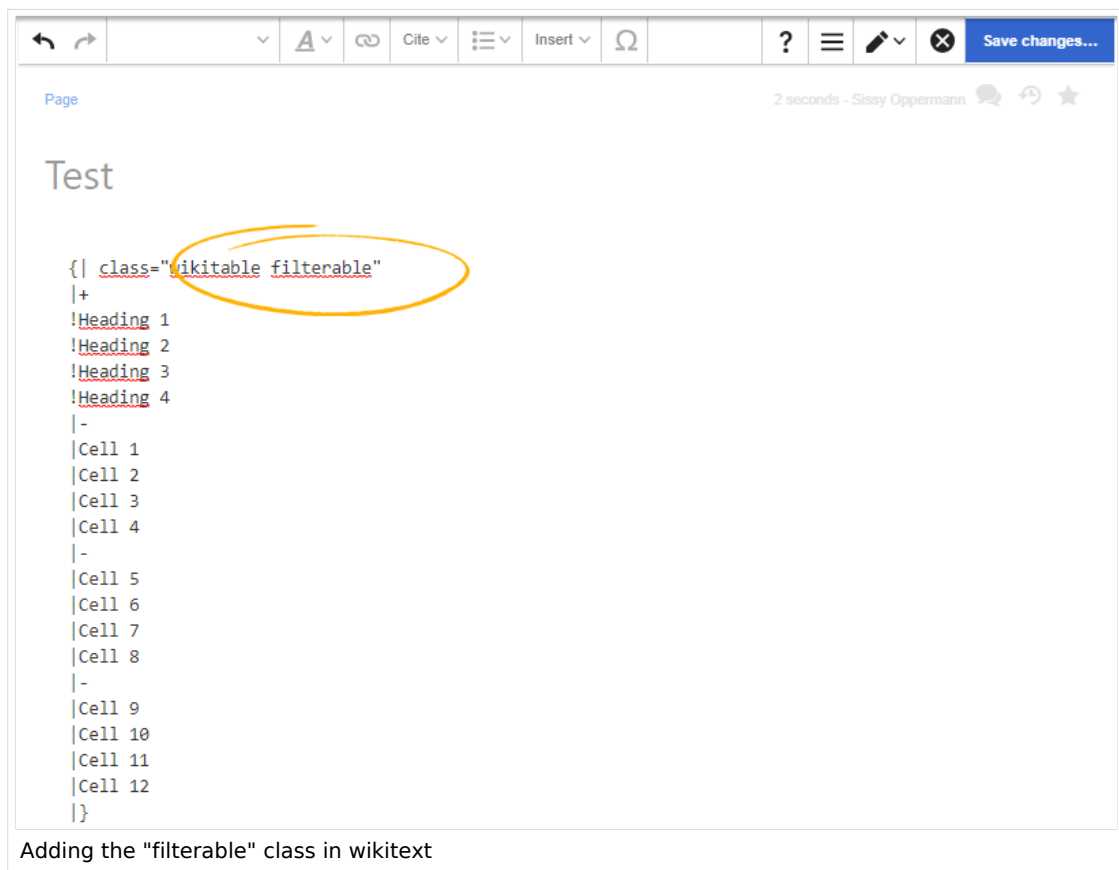 A Cite Insert Ω ? Save changes...
Page 2 seconds - Sissy Oppermann
Test
{| class="wikitable filterable"
|+
!Heading 1
!Heading 2
!Heading 3
!Heading 4
|-
|Cell 1
|Cell 2
|Cell 3
|Cell 4
|-
|Cell 5
|Cell 6
|Cell 7
|Cell 8
|-
|Cell 9
|Cell 10
|Cell 11
|Cell 12
|}
Adding the "filterable" class in wikitext